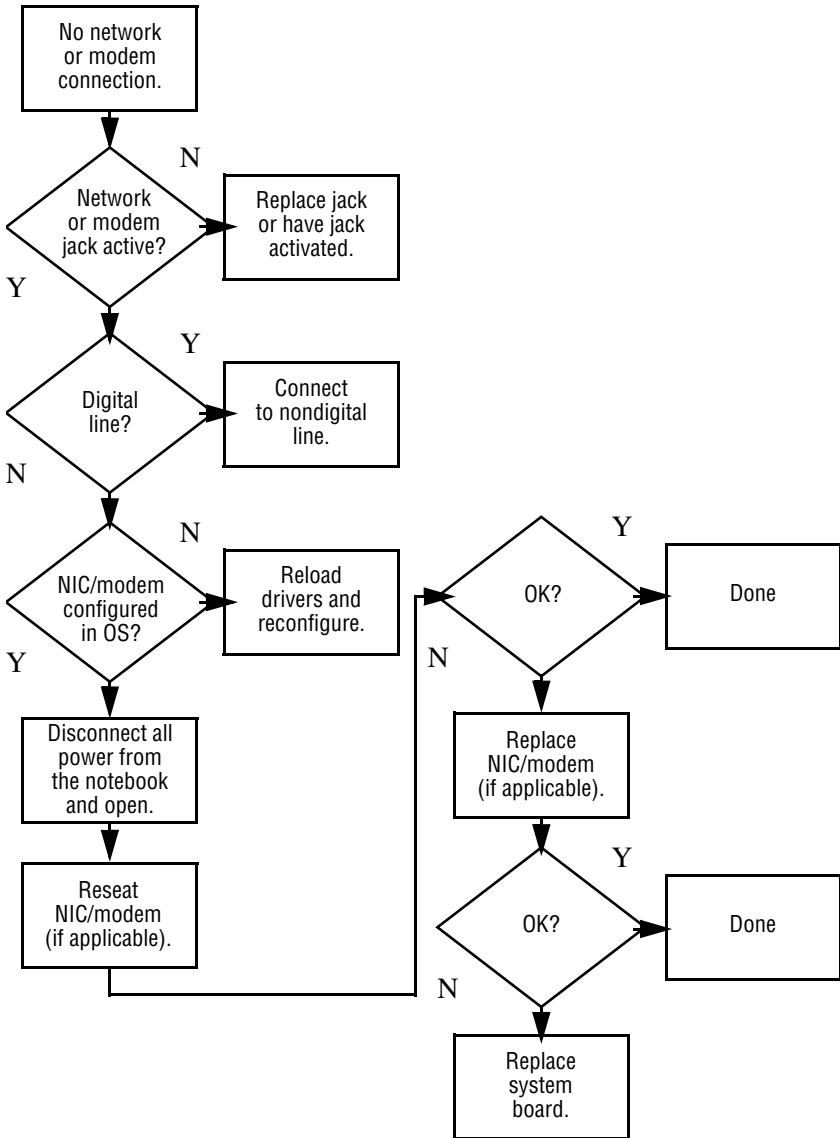 No network
or modem
connection.
N
Network
or modem
jack active?
Replace jack
or have jack
activated.
Y
Y
Digital
line?
Connect
to nondigital
line.
N
N
NIC/modem
configured
in OS?
Reload
drivers and
reconfigure.
Y
Disconnect all
power from
the notebook
and open.
Reseat
NIC/modem
(if applicable).
Y
OK?
Done
N
Replace
NIC/modem
(if applicable).
Y
OK?
Done
N
Replace
system
board.